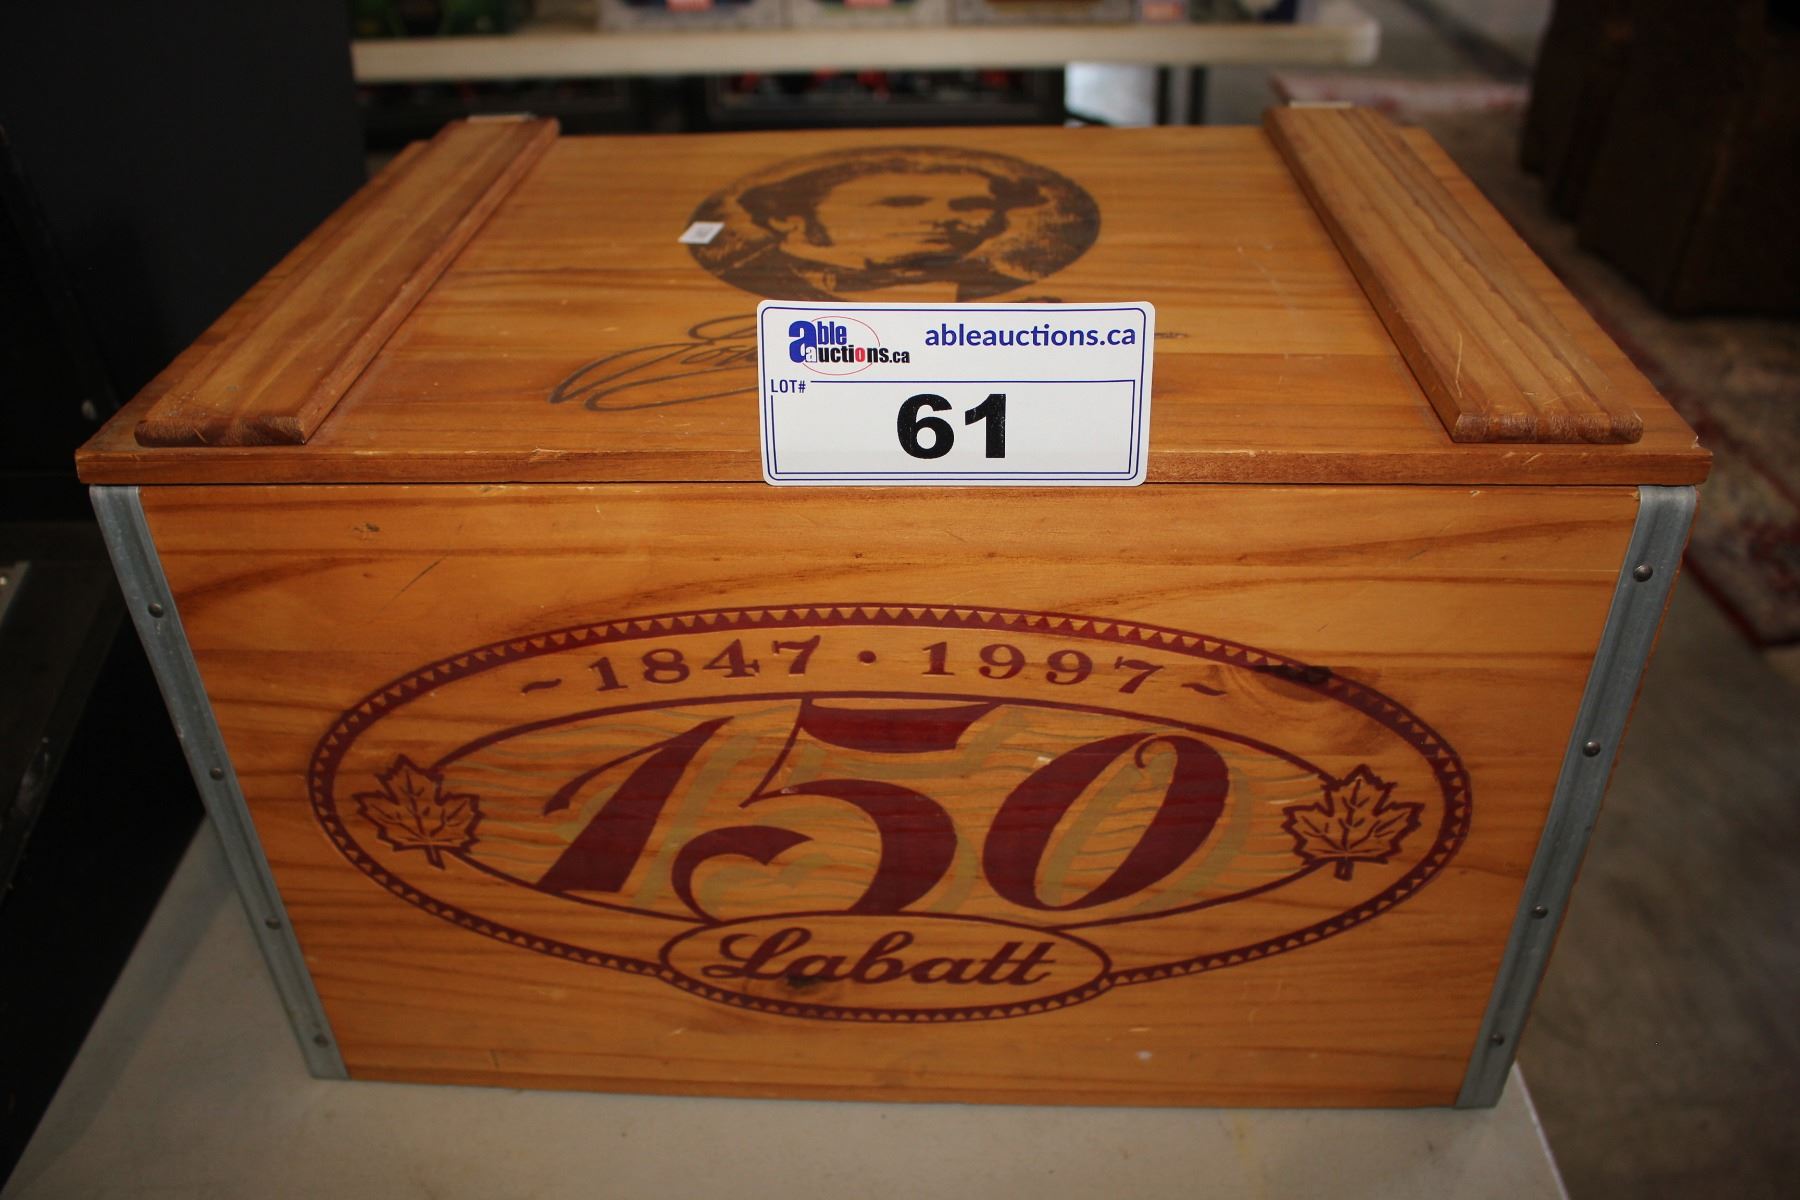 able
auctions.ca
ableauctions.ca
LOT#
61
~ 1847 · 1997 ~
150
Labatt